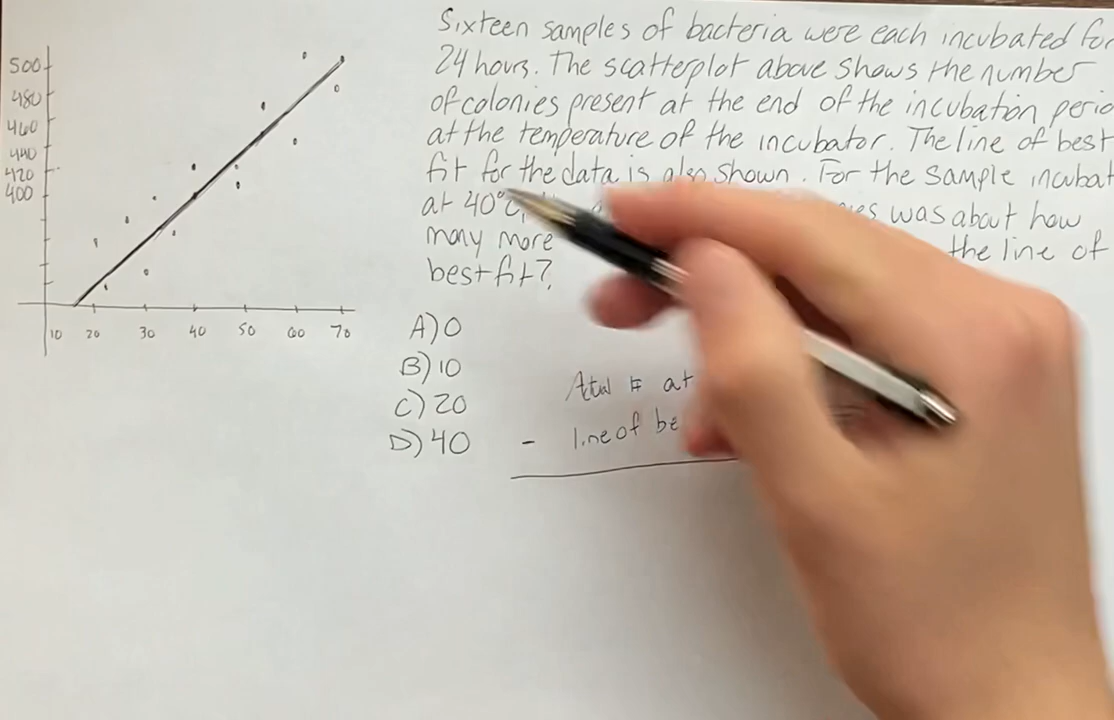 Sixteen samples of bacteria were each incubated for
24 hours. The scatterplot above shows the number
of colonies present at the end of the incubation perio
at the temperature of the incubator. The line of best
fit for the data is also shown. For the sample incubat
at 40°C, was about how
many more the line of
best fit?
A) 0
B) 10
C) 20
D) 40
Actual # at
- line of be
500
480
460
440
420
400
10 20 30 40 50 60 70